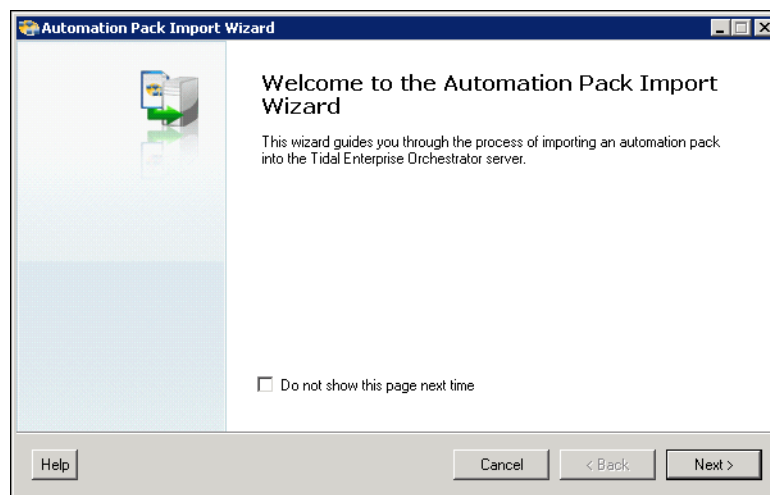 Automation Pack Import Wizard
Welcome to the Automation Pack Import
Wizard
This wizard guides you through the process of importing an automation pack
into the Tidal Enterprise Orchestrator server.
Do not show this page next time
Help
Cancel
< Back
Next >